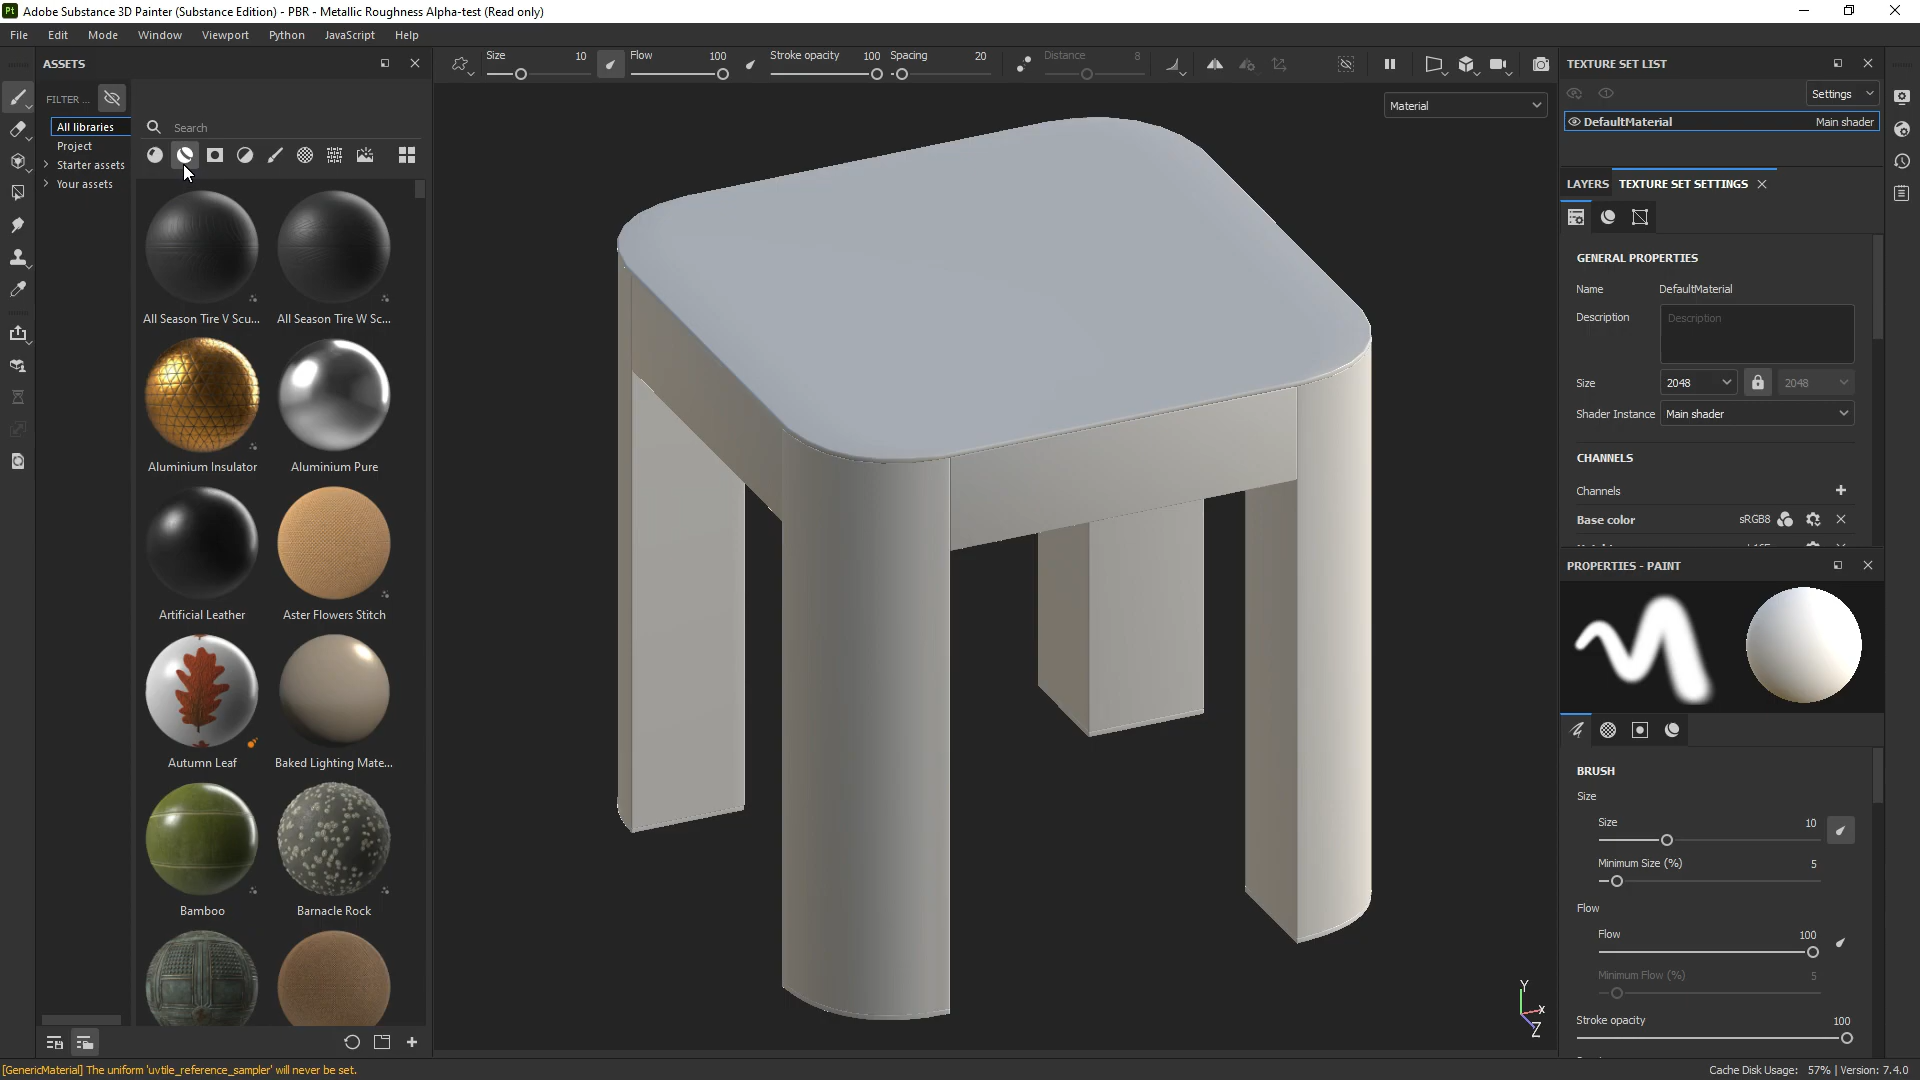 Pt Adobe Substance 3D Painter (Substance Edition) - PBR - Metallic Roughness Alpha-test (Read only)
File Edit Mode Window Viewport Python JavaScript Help
ASSETS
Size 10 Flow 100 Stroke opacity 100 Spacing 20 Distance 8
TEXTURE SET LIST
FILTER ...
Settings
Material
All libraries
Search
DefaultMaterial Main shader
Project
Starter assets
Your assets
LAYERS TEXTURE SET SETTINGS
GENERAL PROPERTIES
Name DefaultMaterial
Description Description
All Season Tire V Scu... All Season Tire W Sc...
Size 2048 2048
Shader Instance Main shader
CHANNELS
Aluminium Insulator Aluminium Pure
Channels
Base color sRGB8
PROPERTIES - PAINT
Artificial Leather Aster Flowers Stitch
Autumn Leaf Baked Lighting Mate...
BRUSH
Size
Size 10
Minimum Size (%) 5
Bamboo Barnacle Rock
Flow
Flow 100
Minimum Flow (%) 5
Y
X
Z
Stroke opacity 100
[GenericMaterial] The uniform 'uvtile_reference_sampler' will never be set.
Cache Disk Usage: 57% | Version: 7.4.0